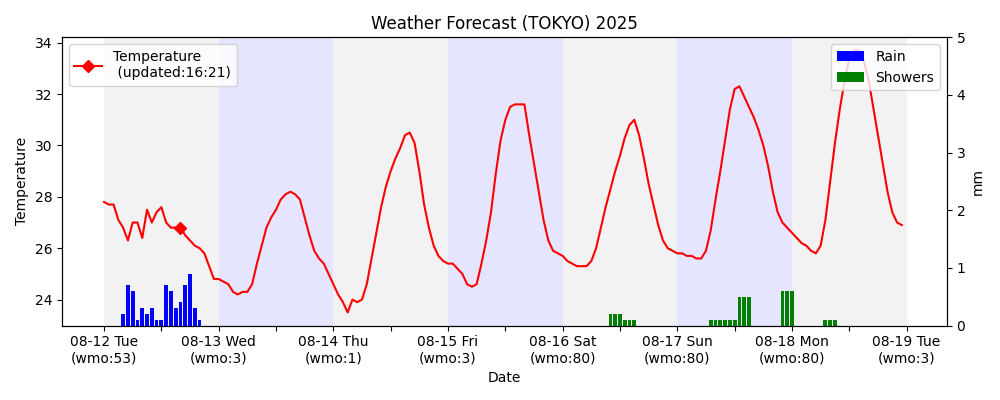 Weather Forecast (TOKYO) 2025
Temperature
(updated:16:21)
Rain
Showers
34
32
30
28
26
24
Temperature
5
4
3
2
1
0
mm
08-12 Tue 08-13 Wed 08-14 Thu 08-15 Fri 08-16 Sat 08-17 Sun 08-18 Mon 08-19 Tue
(wmo:53) (wmo:3) (wmo:1) (wmo:3) (wmo:80) (wmo:80) (wmo:80) (wmo:3)
Date